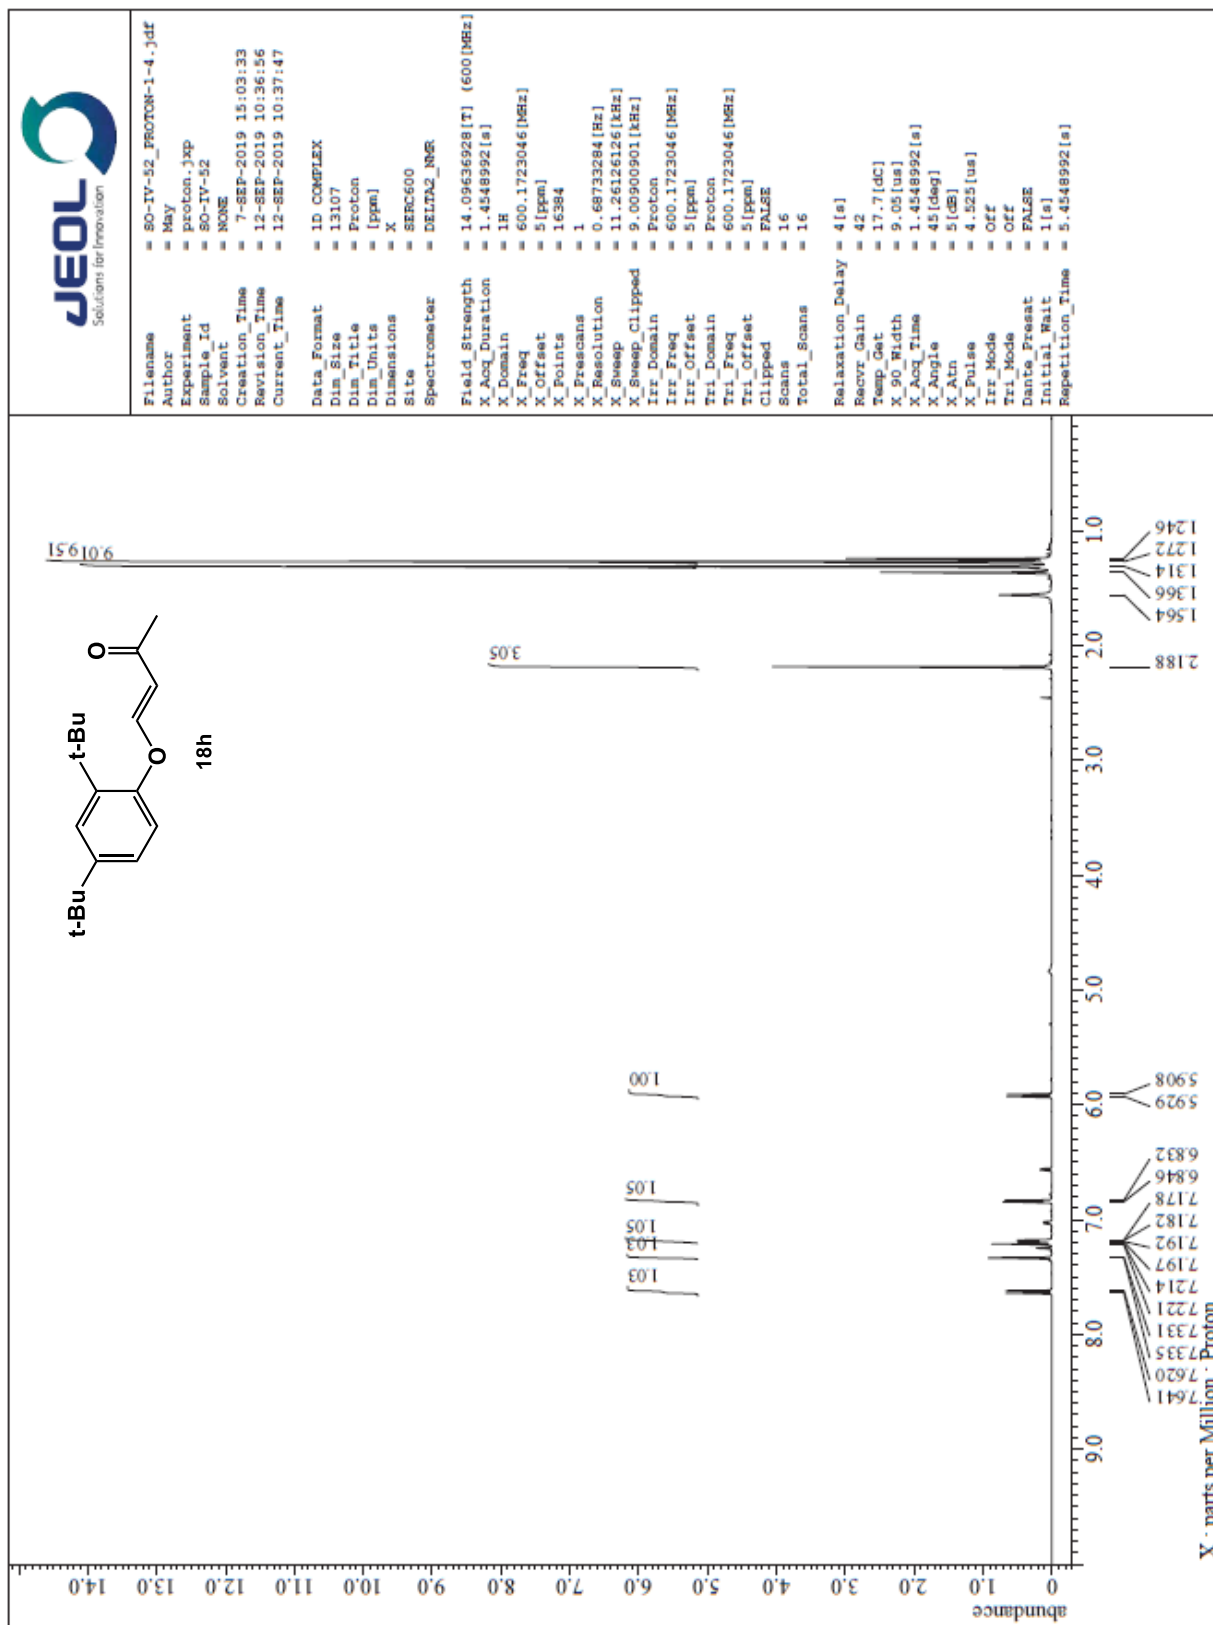 JEOL
Solutions for Innovation
Filename = SO-IV-52_PROTON-1-4.jdf
Author = May
Experiment = proton.jxp
Sample_Id = SO-IV-52
Solvent = NONE
Creation_Time = 7-SEP-2019 15:03:33
Revision_Time = 12-SEP-2019 10:36:56
Current_Time = 12-SEP-2019 10:37:47
Data_Format = 1D COMPLEX
Dim_Size = 13107
Dim_Title = Proton
Dim_Units = [ppm]
Dimensions = X
Site = SERC600
Spectrometer = DELTA2_NMR
Field_Strength = 14.09636928[T] (600[MHz]
X_Acq_Duration = 1.4548992[s]
X_Domain = 1H
X_Freq = 600.1723046[MHz]
X_Offset = 5[ppm]
X_Points = 16384
X_Prescans = 1
X_Resolution = 0.68733284[Hz]
X_Sweep = 11.26126126[kHz]
X_Sweep_Clipped = 9.00900901[kHz]
Irr_Domain = Proton
Irr_Freq = 600.1723046[MHz]
Irr_Offset = 5[ppm]
Tri_Domain = Proton
Tri_Freq = 600.1723046[MHz]
Tri_Offset = 5[ppm]
Clipped = FALSE
Scans = 16
Total_Scans = 16
Relaxation_Delay = 4[s]
Recvr_Gain = 42
Temp_Get = 17.7[dC]
X_90_Width = 9.05[us]
X_Acq_Time = 1.4548992[s]
X_Angle = 45[deg]
X_Atn = 5[dB]
X_Pulse = 4.525[us]
Irr_Mode = Off
Tri_Mode = Off
Dante_Presat = FALSE
Initial_Wait = 1[s]
Repetition_Time = 5.4548992[s]
t-Bu
t-Bu
O
O
18h
9.51
9.01
3.05
1.00
1.05
1.05
1.03
1.03
abundance
0 1.0 2.0 3.0 4.0 5.0 6.0 7.0 8.0 9.0 10.0 11.0 12.0 13.0 14.0
9.0 8.0 7.0 6.0 5.0 4.0 3.0 2.0 1.0
7.641
7.620
7.335
7.331
7.221
7.214
7.197
7.192
7.182
7.178
6.846
6.832
5.929
5.908
2.188
1.564
1.366
1.314
1.272
1.246
X : parts per Million : Proton